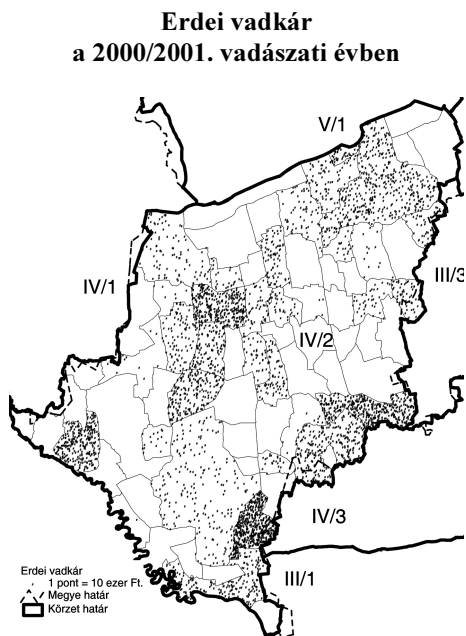 Erdei vadkár
a 2000/2001. vadászati évben
V/1
III/3
IV/1
IV/2
IV/3
III/1
Erdei vadkár
1 pont = 10 ezer Ft.
Megye határ
Körzet határ